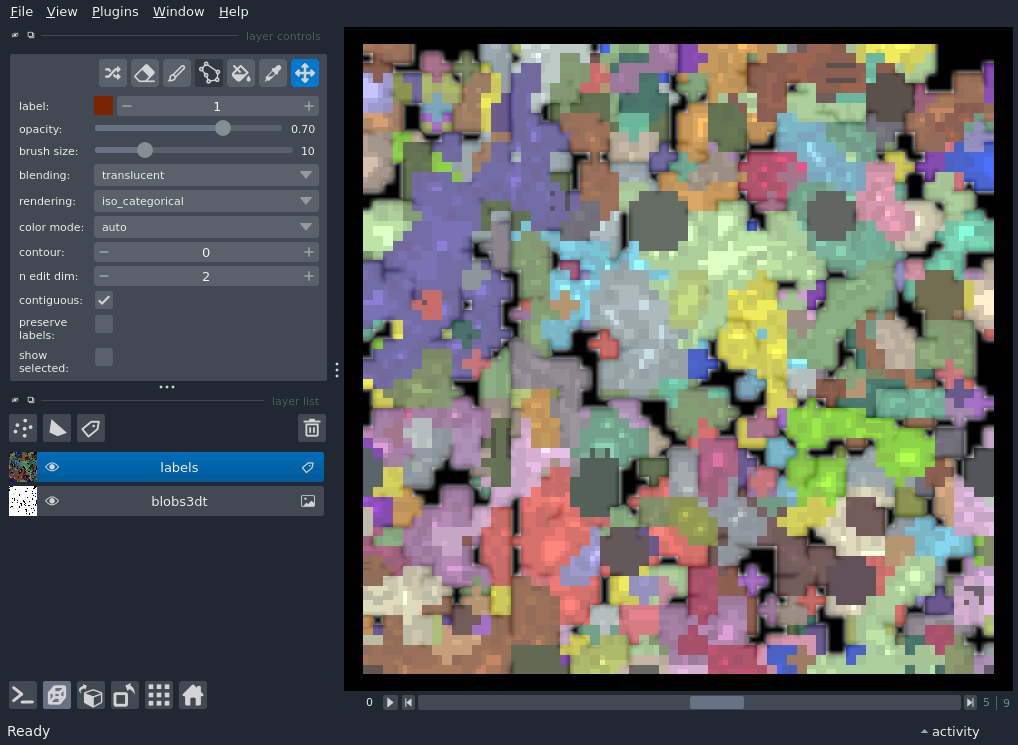 File View Plugins Window Help
layer controls
label: 1
opacity: 0.70
brush size: 10
blending: translucent
rendering: iso_categorical
color mode: auto
contour: 0
n edit dim: 2
contiguous:
preserve
labels:
show
selected:
layer list
labels
blobs3dt
0 5 9
Ready activity